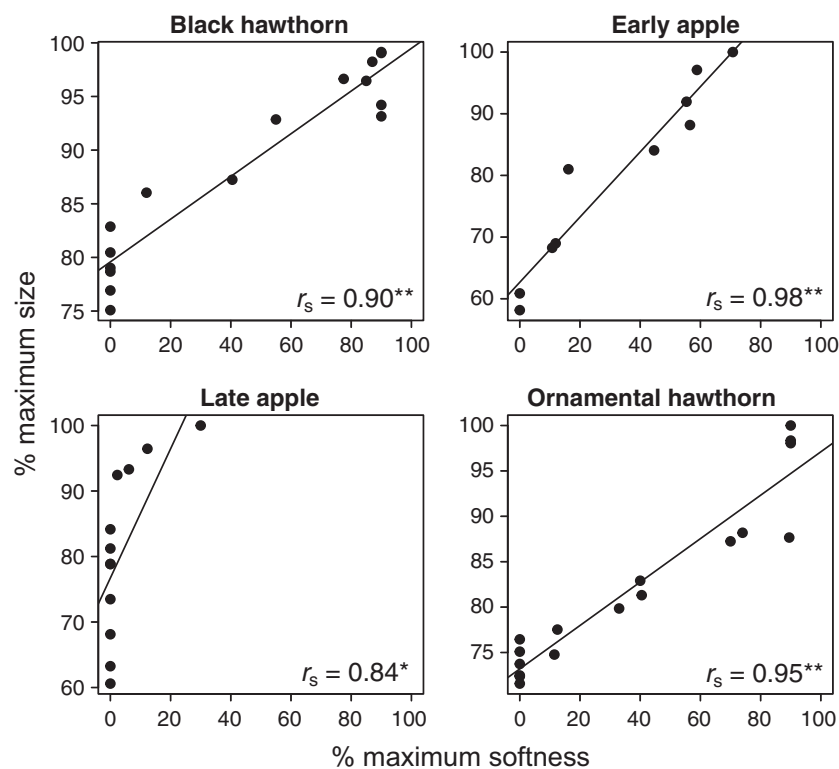 Black hawthorn
100
95
90
85
80
75
0 20 40 60 80 100
r_s = 0.90**
Early apple
100
90
80
70
60
0 20 40 60 80 100
r_s = 0.98**
Late apple
100
90
80
70
60
0 20 40 60 80 100
r_s = 0.84*
Ornamental hawthorn
100
95
90
85
80
75
0 20 40 60 80 100
r_s = 0.95**
% maximum size
% maximum softness